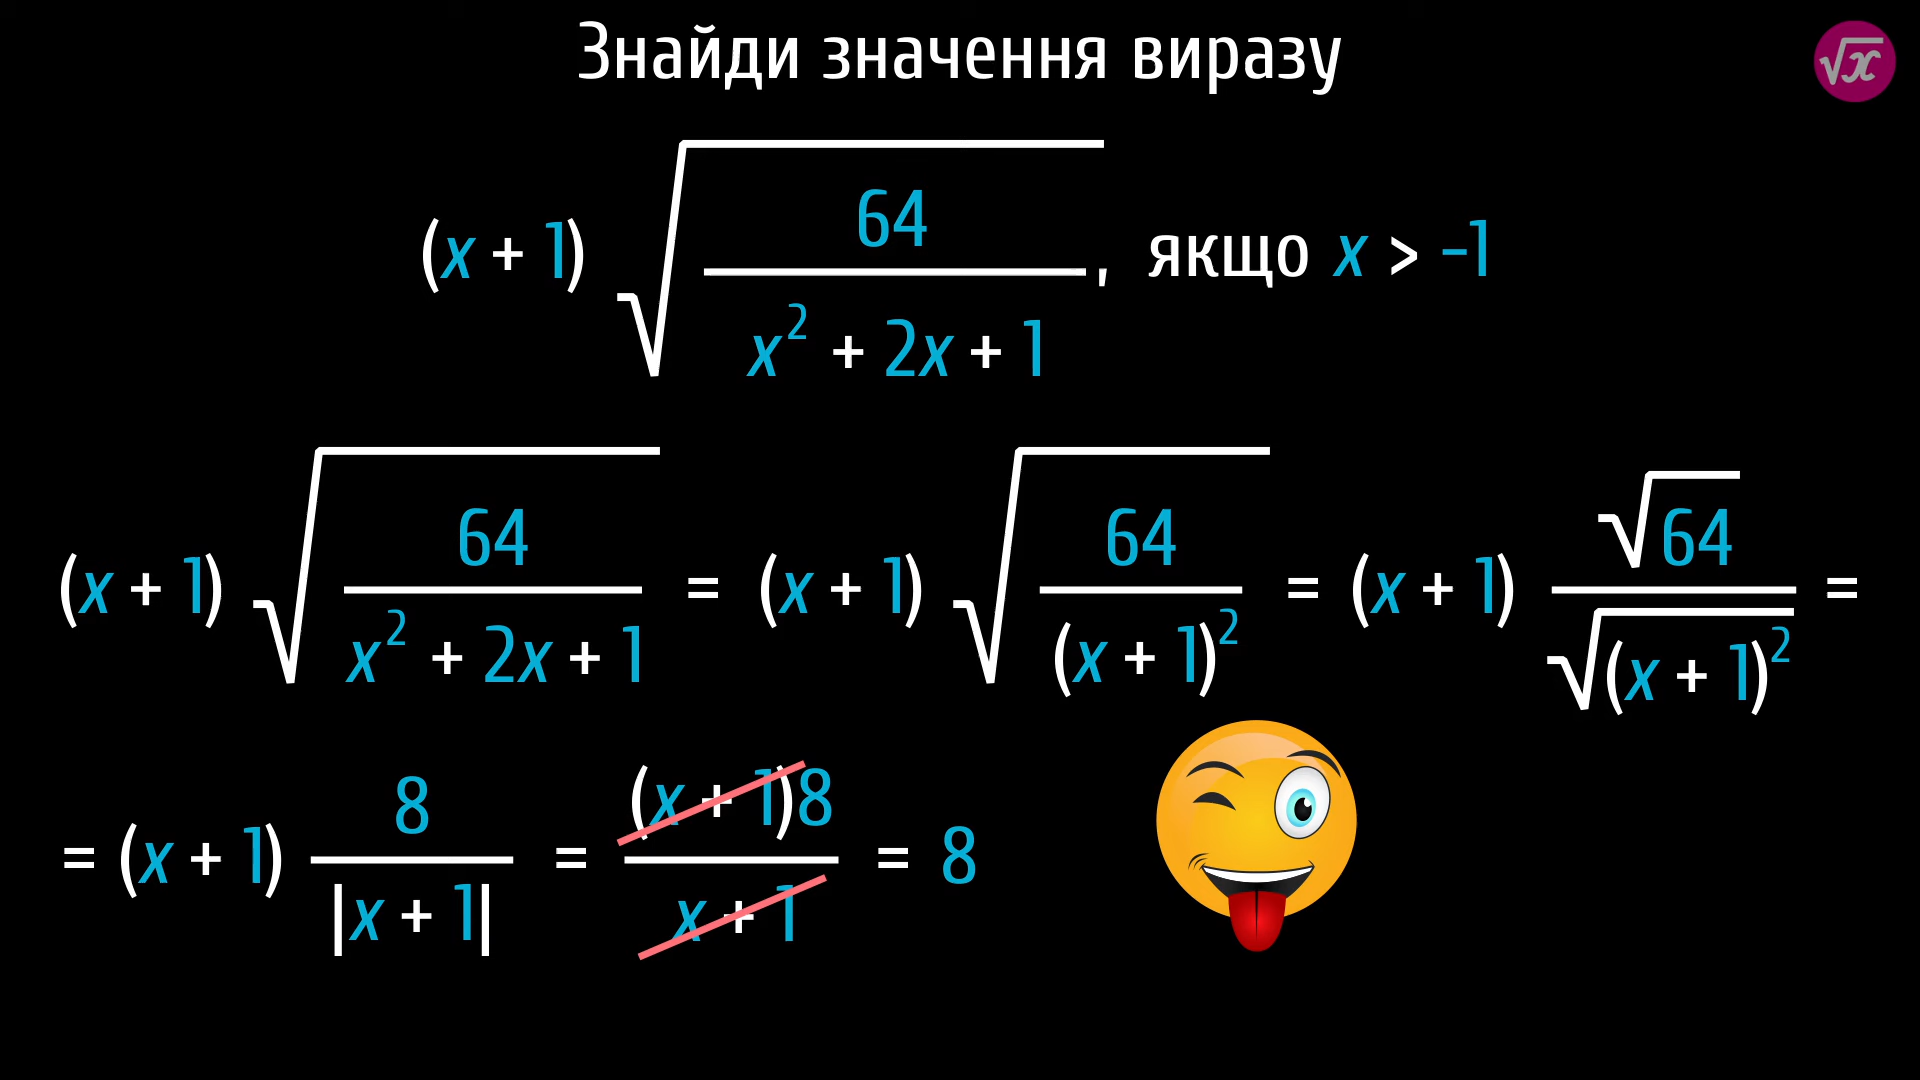 Знайди значення виразу
√x
(x + 1) √(64 / (x² + 2x + 1)), якщо x > -1
(x + 1) √(64 / (x² + 2x + 1)) = (x + 1) √(64 / (x + 1)²) = (x + 1) √64 / √(x + 1)² =
= (x + 1) 8 / |x + 1| = (x + 1)8 / x + 1 = 8